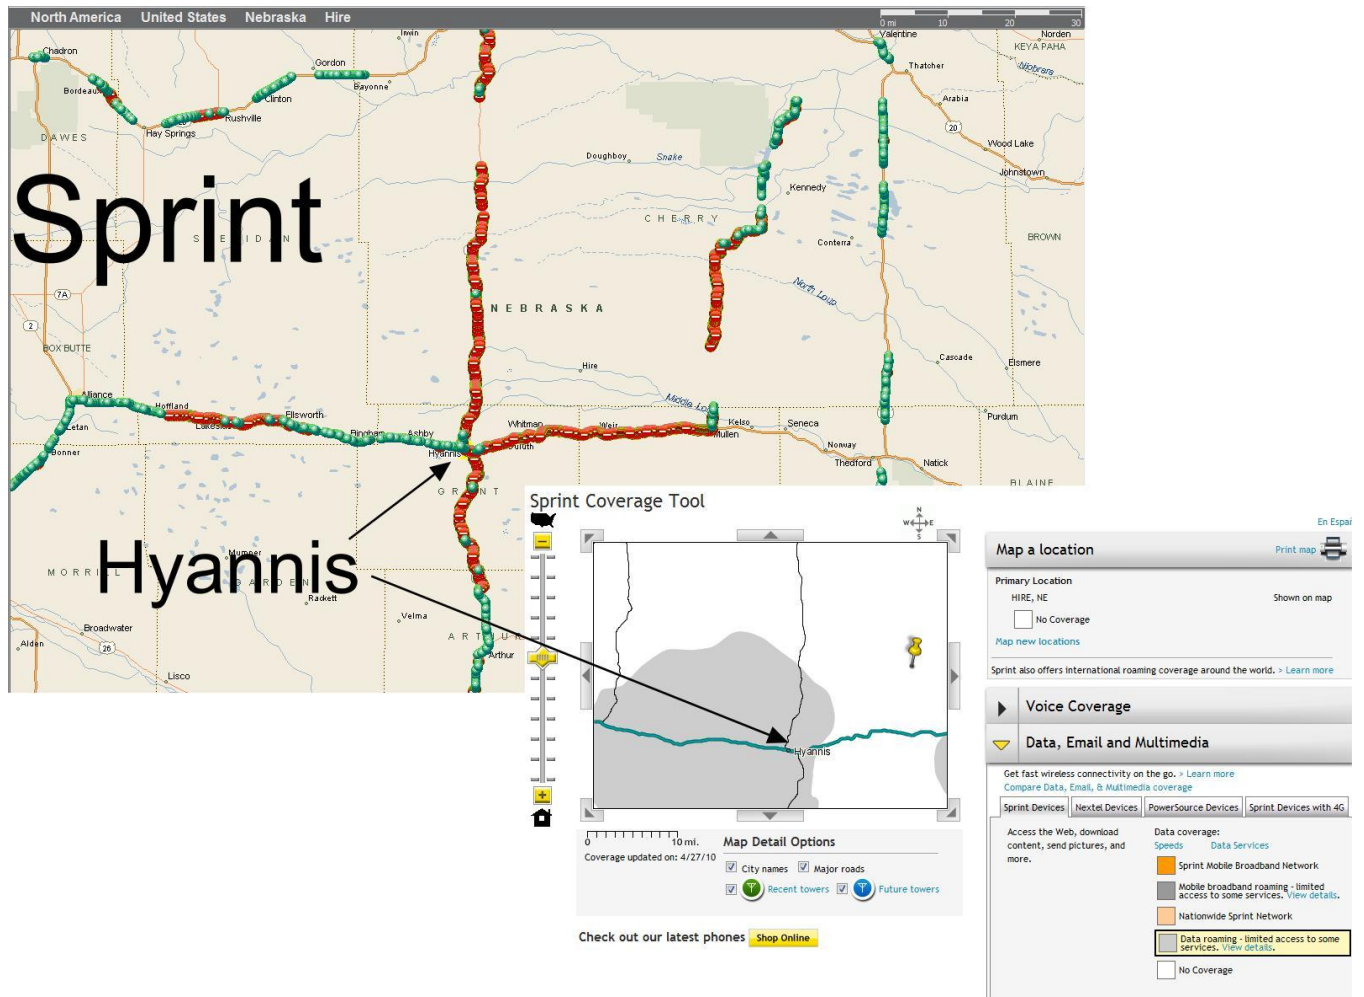 North America United States Nebraska Hire
0 mi 10 20 30
Irwin
Valentine
Norden
KEYA PAHA
Chadron
Gordon
Thatcher
Niobrara
Bordeaux
Clinton
Bayonne
Arabia
Rushville
20
Hay Springs
DAWES
Wood Lake
Doughboy
Snake
Johnstown
Kennedy
Sprint
CHERRY
SHERIDAN
Conterra
BROWN
7A
North Loup
NEBRASKA
2
BOX BUTTE
Cascade
Elsmere
Hire
Alliance
Hoffland
Ellsworth
Middle Lo
Purdum
Letan
Lakeside
Bingham
Ashby
Whitman
Weir
Kelso
Seneca
Mullen
Duluth
Norway
Bonner
Hyannis
Thedford
Natick
GRANT
BLAINE
Hyannis
Mumper
MORRILL
GARDEN
Rackett
Velma
Broadwater
ARTHUR
Alden
26
Arthur
Lisco
Sprint Coverage Tool
N
W E
S
Hyannis
0 10 mi.
Coverage updated on: 4/27/10
Map Detail Options
City names Major roads
Recent towers Future towers
Check out our latest phones Shop Online
En Españ
Map a location Print map
Primary Location
HIRE, NE Shown on map
No Coverage
Map new locations
Sprint also offers international roaming coverage around the world. > Learn more
Voice Coverage
Data, Email and Multimedia
Get fast wireless connectivity on the go. > Learn more
Compare Data, Email, & Multimedia coverage
Sprint Devices Nextel Devices PowerSource Devices Sprint Devices with 4G
Access the Web, download
content, send pictures, and
more.
Data coverage:
Speeds Data Services
Sprint Mobile Broadband Network
Mobile broadband roaming - limited
access to some services. View details.
Nationwide Sprint Network
Data roaming - limited access to some
services. View details.
No Coverage